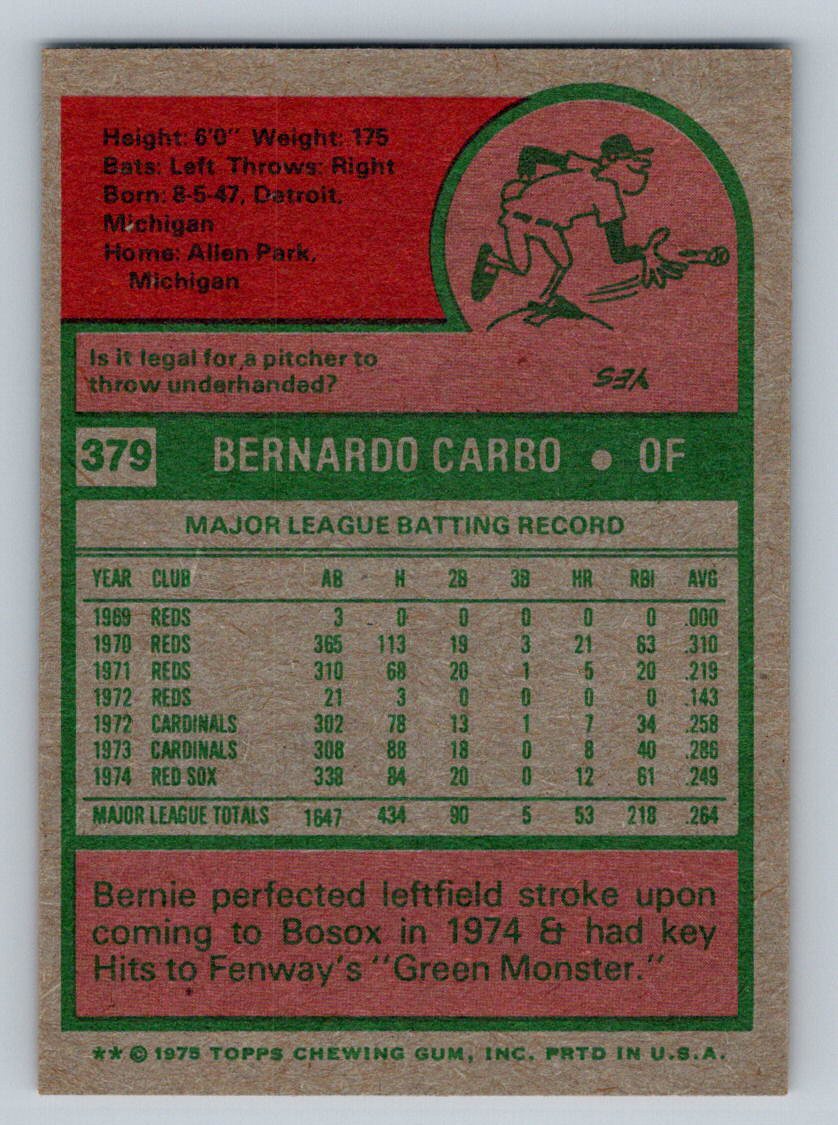 Height: 6'0" Weight: 175
Bats: Left Throws: Right
Born: 8-5-47, Detroit,
Michigan
Home: Allen Park,
Michigan
Is it legal for a pitcher to
throw underhanded?
YES
379 BERNARDO CARBO • OF
MAJOR LEAGUE BATTING RECORD
YEAR CLUB AB H 2B 3B HR RBI AVG
1969 REDS 3 0 0 0 0 0 .000
1970 REDS 365 113 19 3 21 63 .310
1971 REDS 310 68 20 1 5 20 .219
1972 REDS 21 3 0 0 0 0 .143
1972 CARDINALS 302 78 13 1 7 34 .258
1973 CARDINALS 308 88 18 0 8 40 .286
1974 RED SOX 338 84 20 0 12 61 .249
MAJOR LEAGUE TOTALS 1647 434 90 5 53 218 .264
Bernie perfected leftfield stroke upon
coming to Bosox in 1974 & had key
Hits to Fenway's "Green Monster."
** © 1975 TOPPS CHEWING GUM, INC. PRTD IN U.S.A.